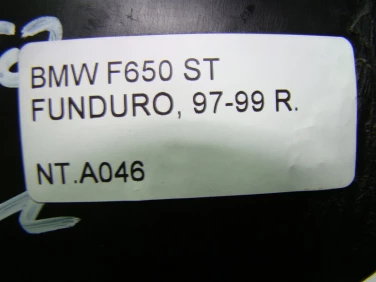 BMW F650 ST
FUNDURO, 97-99 R.
NT.A046